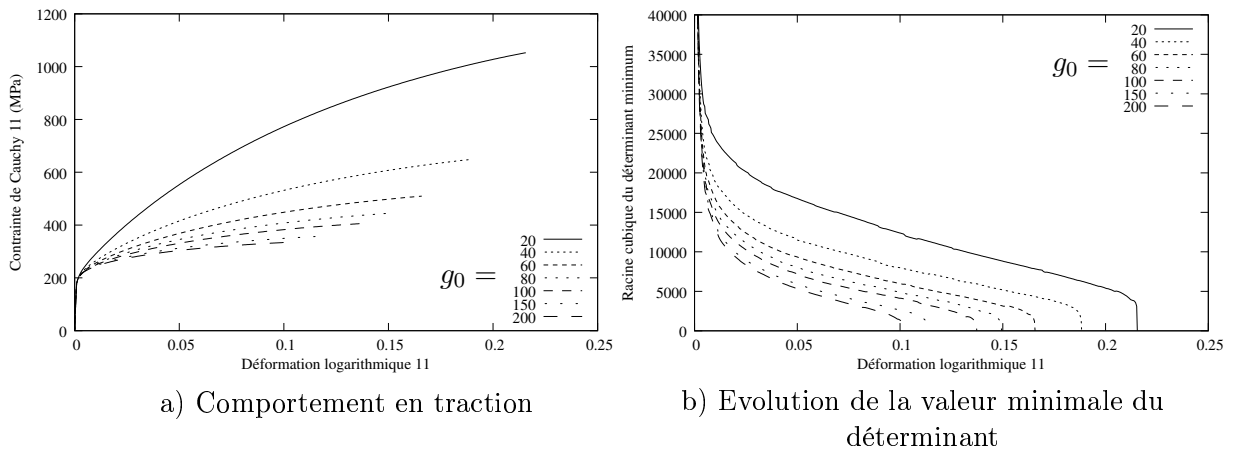 1200
1000
800
600
400
200
0
Contrainte de Cauchy 11 (MPa)
g0 =
20
40
60
80
100
150
200
0 0.05 0.1 0.15 0.2 0.25
Déformation logarithmique 11
a) Comportement en traction
40000
35000
30000
25000
20000
15000
10000
5000
0
Racine cubique du déterminant minimum
g0 =
20
40
60
80
100
150
200
0 0.05 0.1 0.15 0.2 0.25
Déformation logarithmique 11
b) Evolution de la valeur minimale du
déterminant